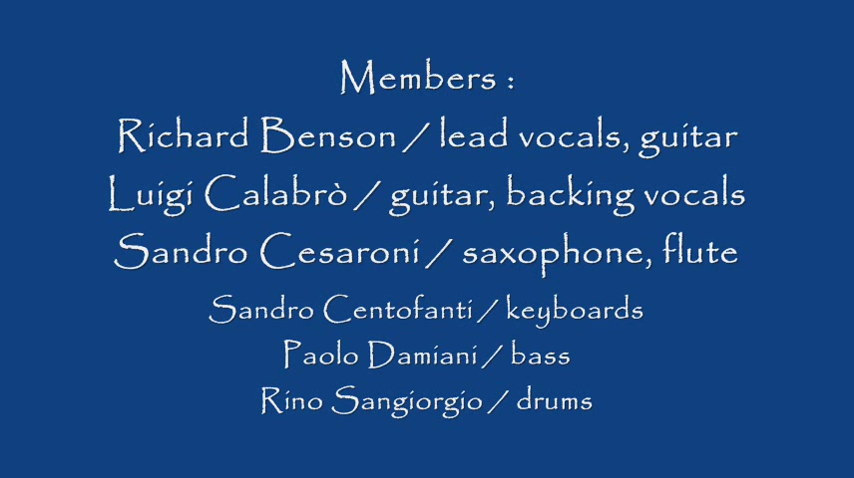 Members :
Richard Benson / lead vocals, guitar
Luigi Calabrò / guitar, backing vocals
Sandro Cesaroni / saxophone, flute
Sandro Centofanti / keyboards
Paolo Damiani / bass
Rino Sangiorgio / drums